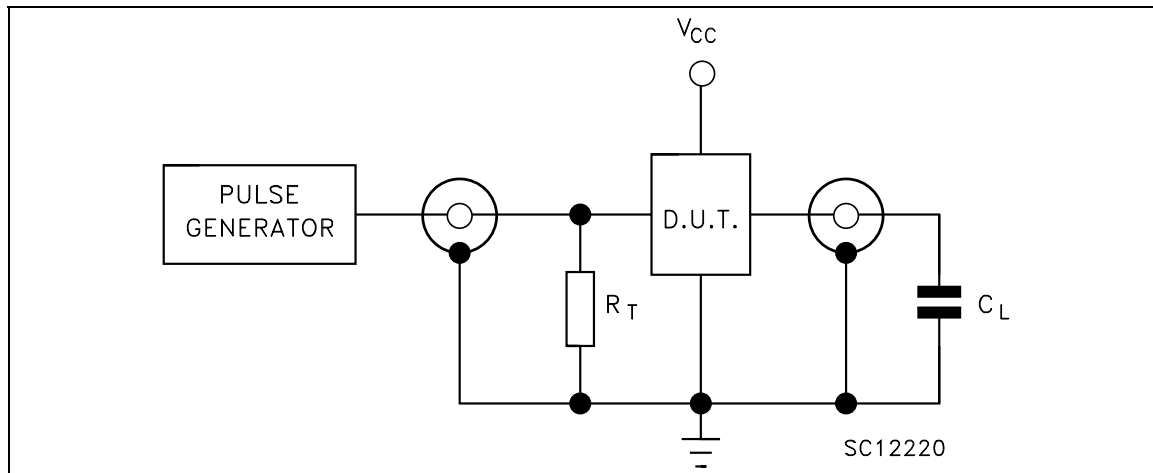 VCC
PULSE
GENERATOR
D.U.T.
RT
CL
SC12220